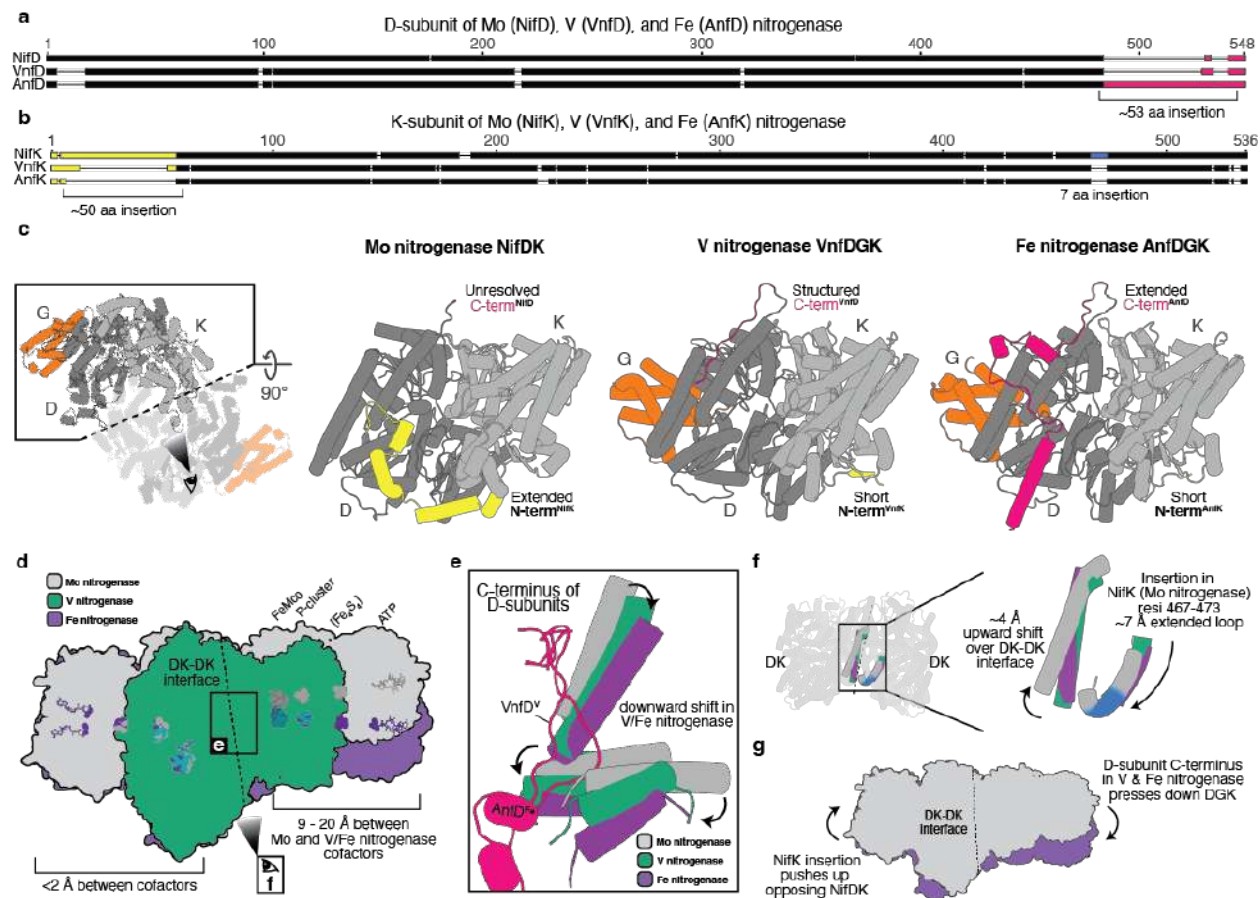 a
D-subunit of Mo (NifD), V (VnfD), and Fe (AnfD) nitrogenase
1 100 200 300 400 500 548
NifD
VnfD
AnfD
~53 aa insertion
b
K-subunit of Mo (NifK), V (VnfK), and Fe (AnfK) nitrogenase
1 100 200 300 400 500 536
NifK
VnfK
AnfK
~50 aa insertion
7 aa insertion
c
Mo nitrogenase NifDK
V nitrogenase VnfDGK
Fe nitrogenase AnfDGK
G
K
D
90°
Unresolved
C-term^NifD
K
D
Extended
N-term^NifK
Structured
C-term^VnfD
K
G
D
Short
N-term^VnfK
Extended
C-term^AnfD
K
G
D
Short
N-term^AnfK
d
Mo nitrogenase
V nitrogenase
Fe nitrogenase
FeMco
P-cluster
(Fe₄S₄)
ATP
DK-DK
interface
e
9 - 20 Å between
Mo and V/Fe nitrogenase
cofactors
<2 Å between cofactors
f
e
C-terminus of
D-subunits
VnfD^V
downward shift in
V/Fe nitrogenase
Mo nitrogenase
V nitrogenase
Fe nitrogenase
f
DK
DK
~4 Å
upward shift
over DK-DK
interface
Insertion in
NifK (Mo nitrogenase)
resi 467-473
~7 Å extended loop
g
D-subunit C-terminus
in V & Fe nitrogenase
presses down DGK
DK-DK
Interface
NifK insertion
pushes up
opposing NifDK